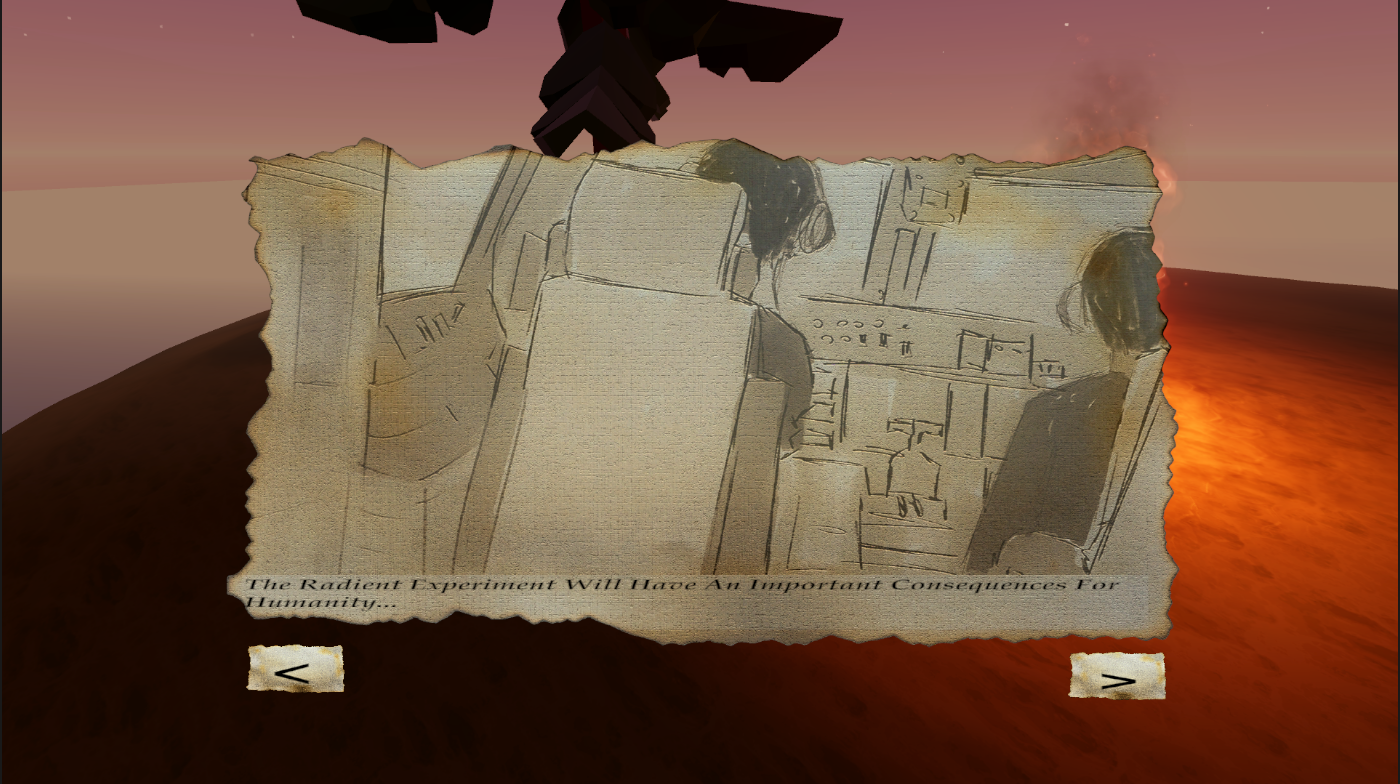 The Radient Experiment Will Have An Important Consequences For
Humanity...
<
>